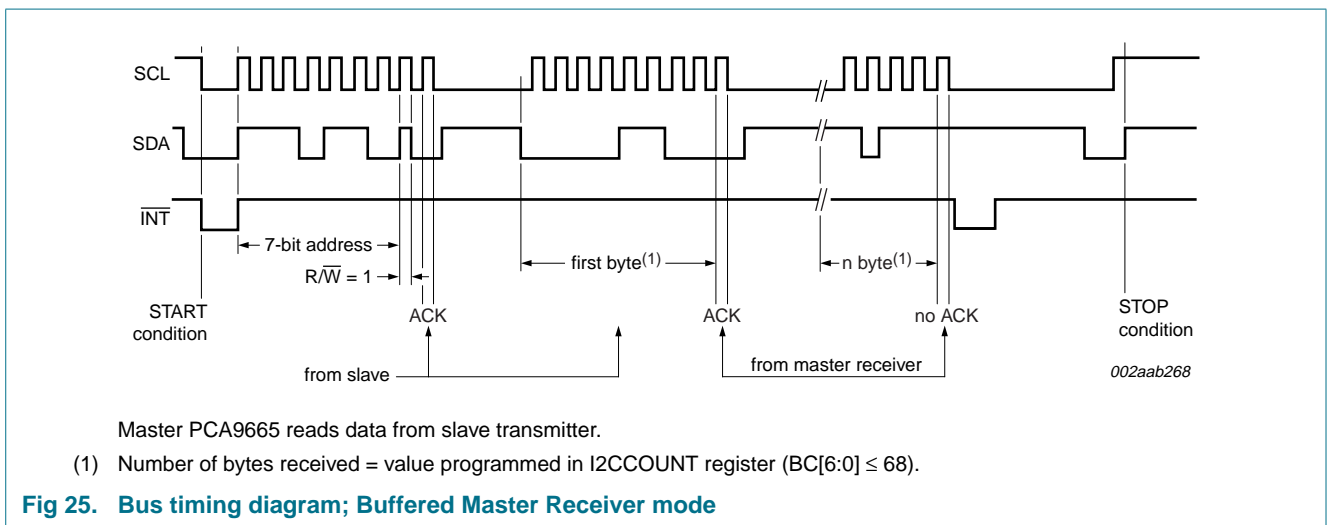 SCL
SDA
INT
7-bit address
first byte(1)
n byte(1)
R/W = 1
START
condition
ACK
ACK
no ACK
STOP
condition
from slave
from master receiver
002aab268
Master PCA9665 reads data from slave transmitter.
(1) Number of bytes received = value programmed in I2CCOUNT register (BC[6:0] ≤ 68).
Fig 25. Bus timing diagram; Buffered Master Receiver mode